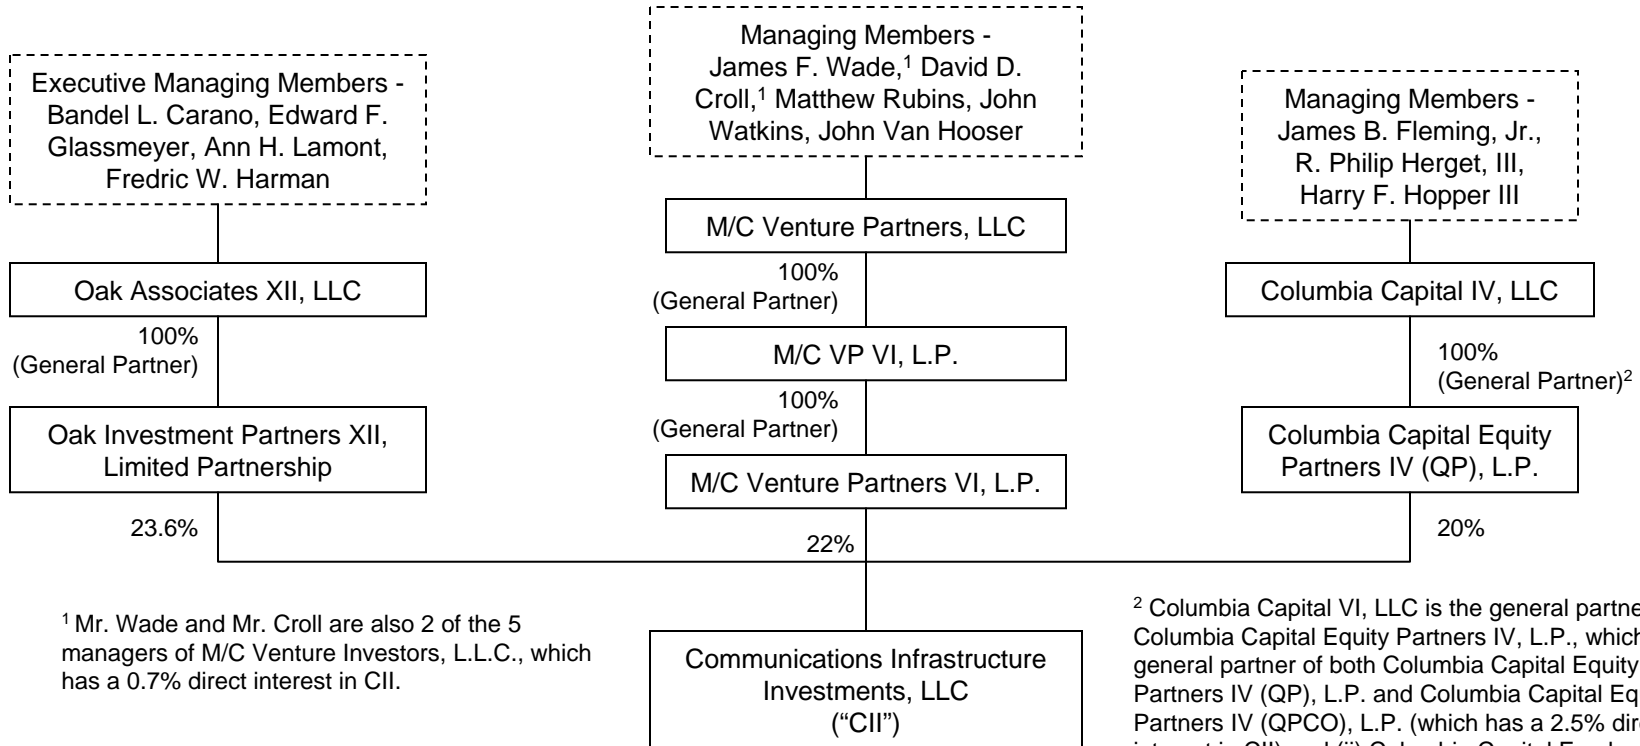 Executive Managing Members -
Bandel L. Carano, Edward F.
Glassmeyer, Ann H. Lamont,
Fredric W. Harman
Oak Associates XII, LLC
100%
(General Partner)
Oak Investment Partners XII,
Limited Partnership
23.6%
Managing Members -
James F. Wade,¹ David D.
Croll,¹ Matthew Rubins, John
Watkins, John Van Hooser
M/C Venture Partners, LLC
100%
(General Partner)
M/C VP VI, L.P.
100%
(General Partner)
M/C Venture Partners VI, L.P.
22%
Managing Members -
James B. Fleming, Jr.,
R. Philip Herget, III,
Harry F. Hopper III
Columbia Capital IV, LLC
100%
(General Partner)²
Columbia Capital Equity
Partners IV (QP), L.P.
20%
Communications Infrastructure
Investments, LLC
(“CII”)
¹ Mr. Wade and Mr. Croll are also 2 of the 5
managers of M/C Venture Investors, L.L.C., which
has a 0.7% direct interest in CII.
² Columbia Capital VI, LLC is the general
Columbia Capital Equity Partners IV, L.P., which
general partner of both Columbia Capital Equity
Partners IV (QP), L.P. and Columbia Capital
Partners IV (QPCO), L.P. (which has a 2.5%
interest in CII) and (ii) Columbia Capital